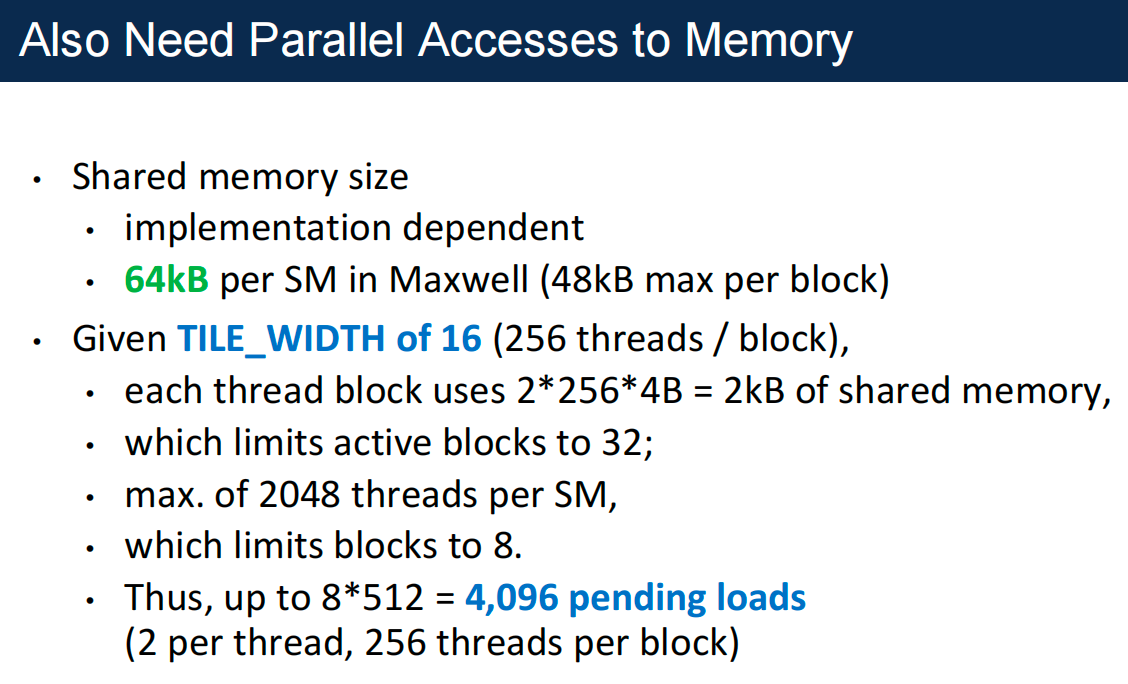 Also Need Parallel Accesses to Memory
• Shared memory size
• implementation dependent
• 64kB per SM in Maxwell (48kB max per block)
• Given TILE_WIDTH of 16 (256 threads / block),
• each thread block uses 2*256*4B = 2kB of shared memory,
• which limits active blocks to 32;
• max. of 2048 threads per SM,
• which limits blocks to 8.
• Thus, up to 8*512 = 4,096 pending loads
(2 per thread, 256 threads per block)